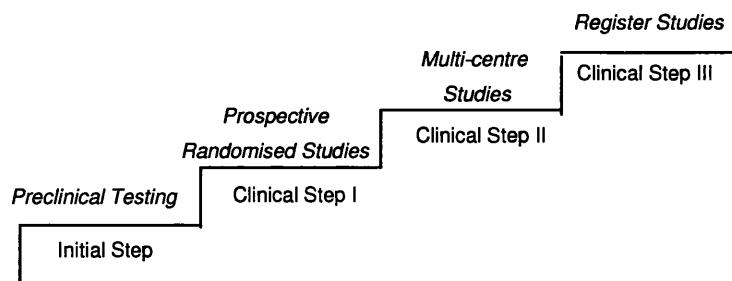 Register Studies
Clinical Step III
Multi-centre
Studies
Clinical Step II
Prospective
Randomised Studies
Clinical Step I
Preclinical Testing
Initial Step